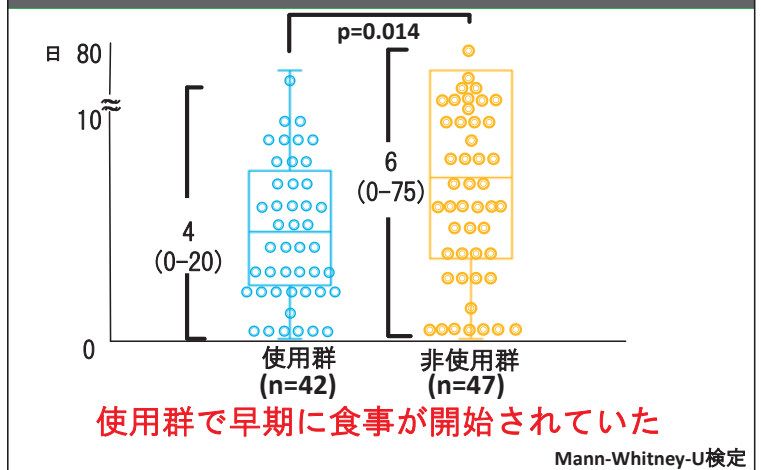 p=0.014
日 80
10
0
4
(0-20)
6
(0-75)
使用群
(n=42)
非使用群
(n=47)
使用群で早期に食事が開始されていた
Mann-Whitney-U検定